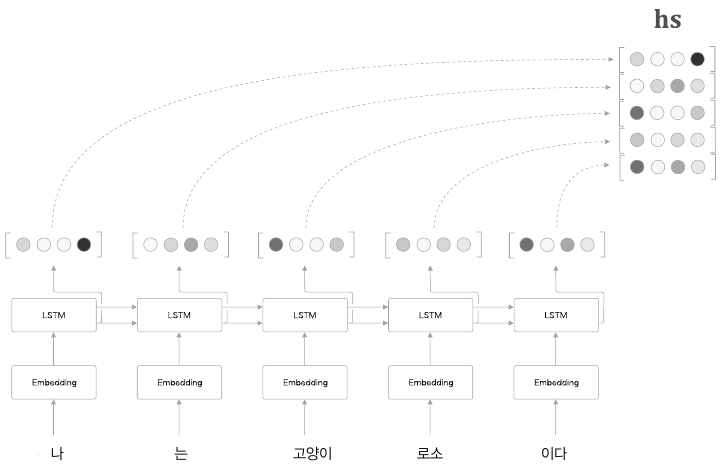 hs
LSTM LSTM LSTM LSTM LSTM
Embedding Embedding Embedding Embedding Embedding
나 는 고양이 로소 이다